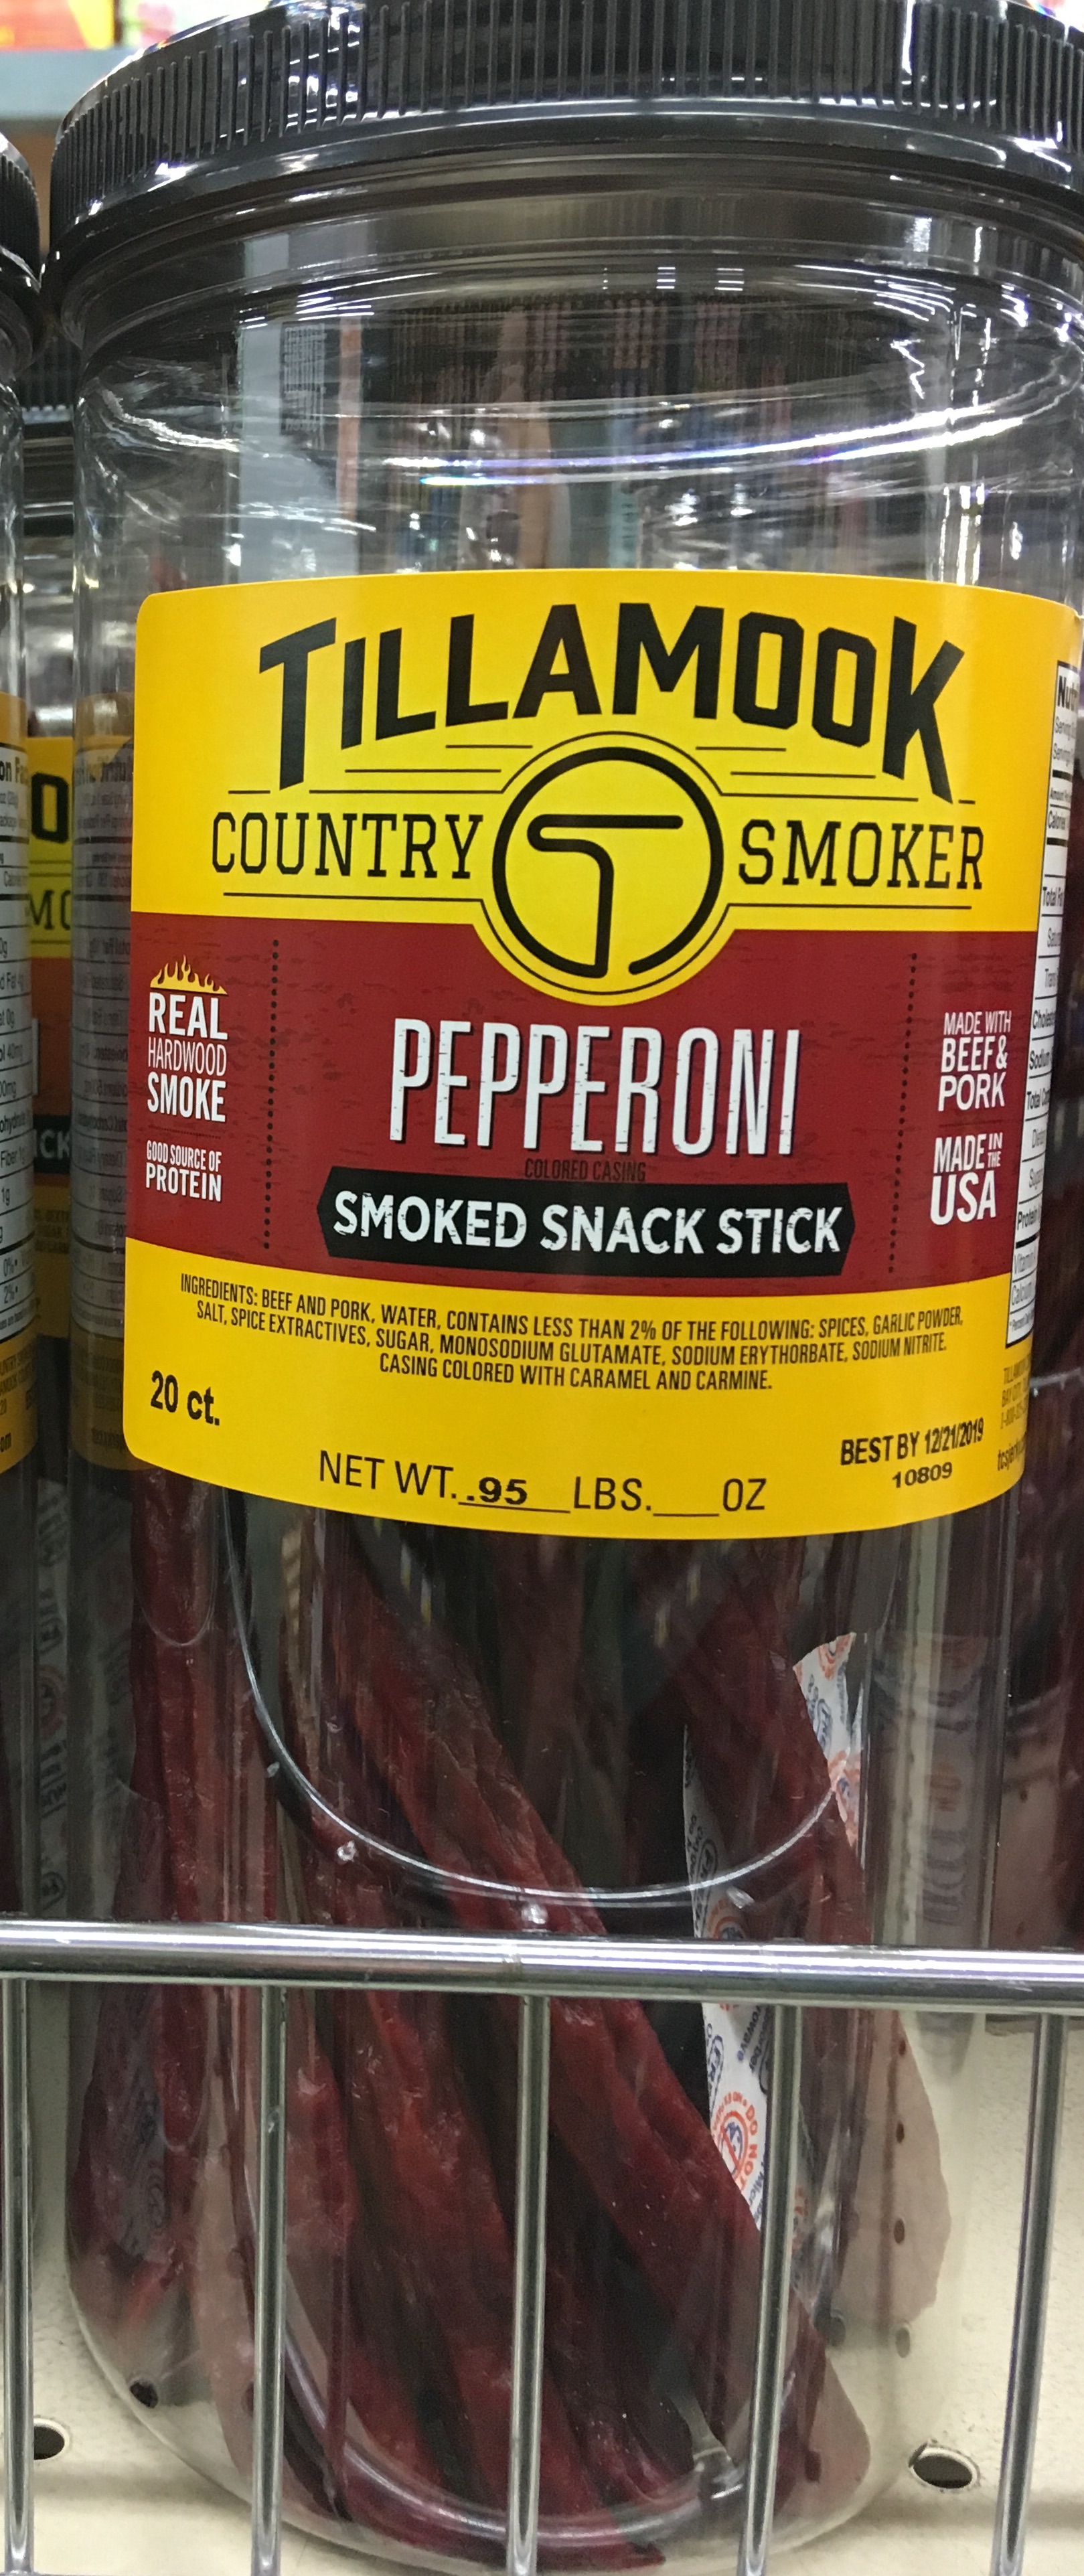 TILLAMOOK
COUNTRY SMOKER
REAL
HARDWOOD
SMOKE
GOOD SOURCE OF
PROTEIN
PEPPERONI
COLORED CASING
SMOKED SNACK STICK
MADE WITH
BEEF &
PORK
MADE IN THE
USA
INGREDIENTS: BEEF AND PORK, WATER, CONTAINS LESS THAN 2% OF THE FOLLOWING: SPICES, GARLIC POWDER,
SALT, SPICE EXTRACTIVES, SUGAR, MONOSODIUM GLUTAMATE, SODIUM ERYTHORBATE, SODIUM NITRITE.
CASING COLORED WITH CARAMEL AND CARMINE.
20 ct.
BEST BY 12/21/2019
10809
NET WT. .95 LBS. OZ
DO NOT